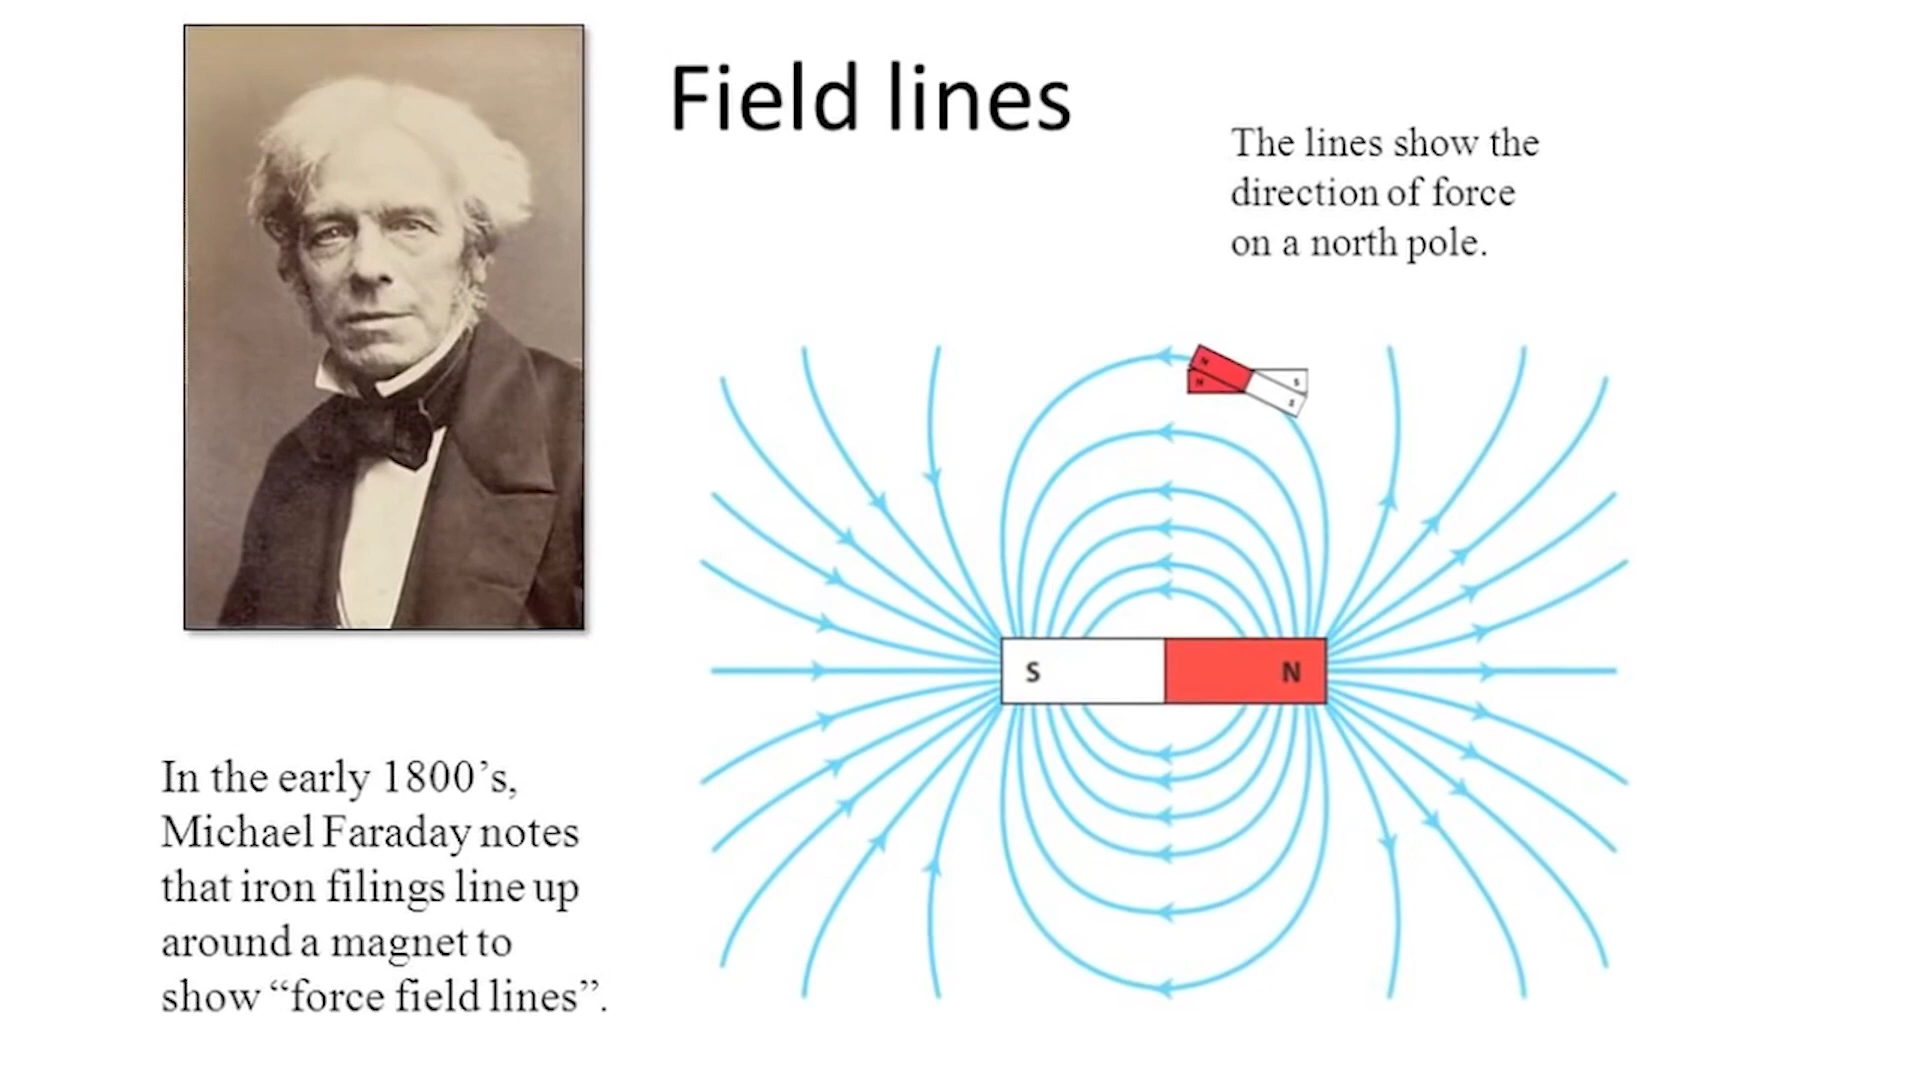 Field lines
The lines show the
direction of force
on a north pole.
N
S
N
S
S
N
In the early 1800’s,
Michael Faraday notes
that iron filings line up
around a magnet to
show “force field lines”.